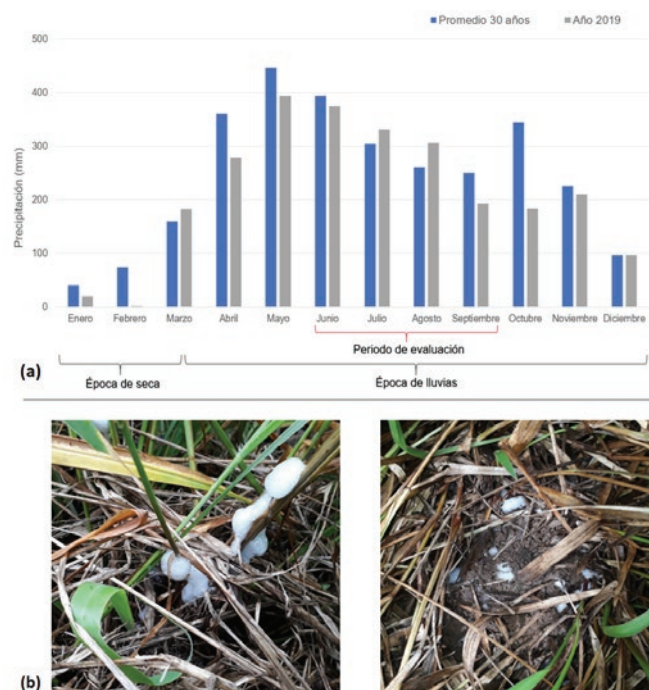 Promedio 30 años Año 2019
500
400
300
200
100
0
Precipitación (mm)
Enero Febrero Marzo Abril Mayo Junio Julio Agosto Septiembre Octubre Noviembre Diciembre
Periodo de evaluación
(a)
Época de seca Época de lluvias
(b)